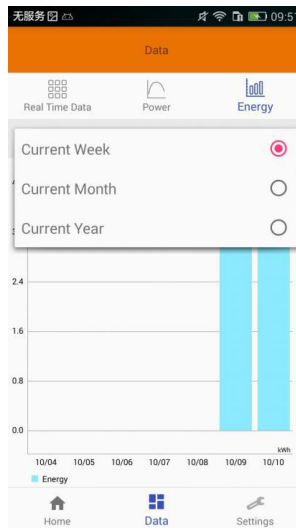 无服务 09:5
Data
Real Time Data Power Energy
Current Week
Current Month
Current Year
2.4
1.6
0.8
0.0
kWh
10/04 10/05 10/06 10/07 10/08 10/09 10/10
Energy
Home Data Settings